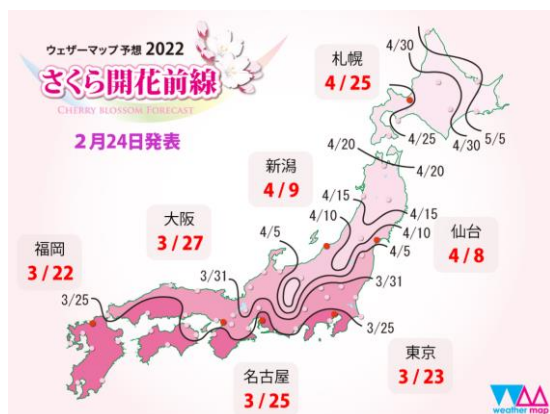 ウェザーマップ 予想 2022
さくら開花前線
CHERRY BLOSSOM FORECAST
2月24日発表
札幌
4/25
4/30
4/25
4/30
5/5
4/20
4/20
新潟
4/9
4/15
4/10
4/5
4/15
4/10
4/5
仙台
4/8
大阪
3/27
福岡
3/22
3/25
3/31
3/31
3/25
名古屋
3/25
東京
3/23
weather map